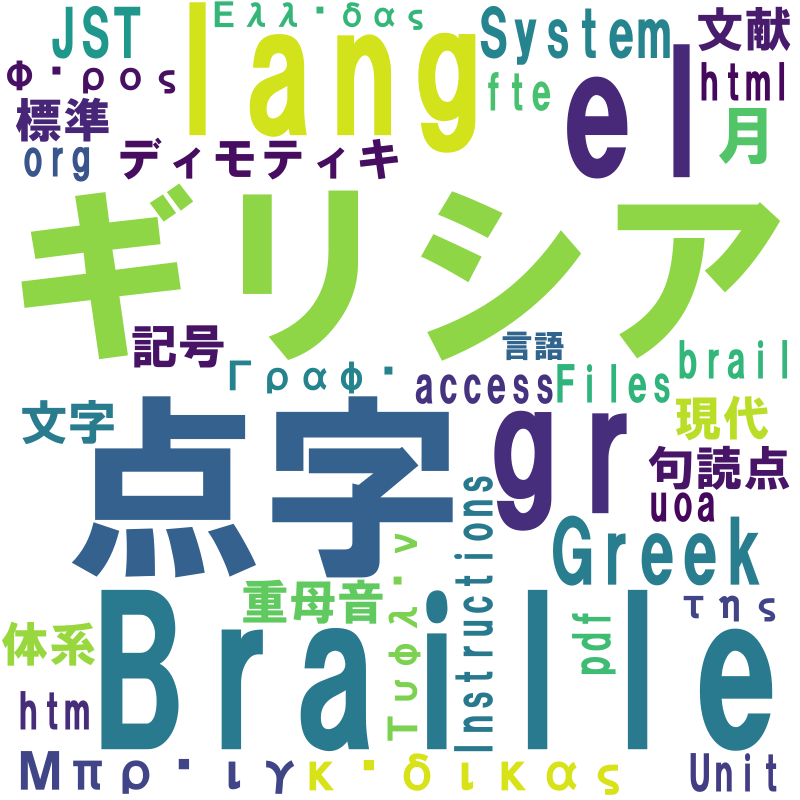 JST
Ελλ·δας
lang
System
文献
Φ·ρος
fte
el
html
標準
月
org
ディモティキ
ギリシア
記号
言語
Γραφ·
access
Files
brail
文字
現代
点字
gr
句読点
uoa
Instructions
Τυφλ·ν
Greek
重母音
της
体系
Braille
pdf
htm
Μπρ·ιγ
κ·δικας
Unit